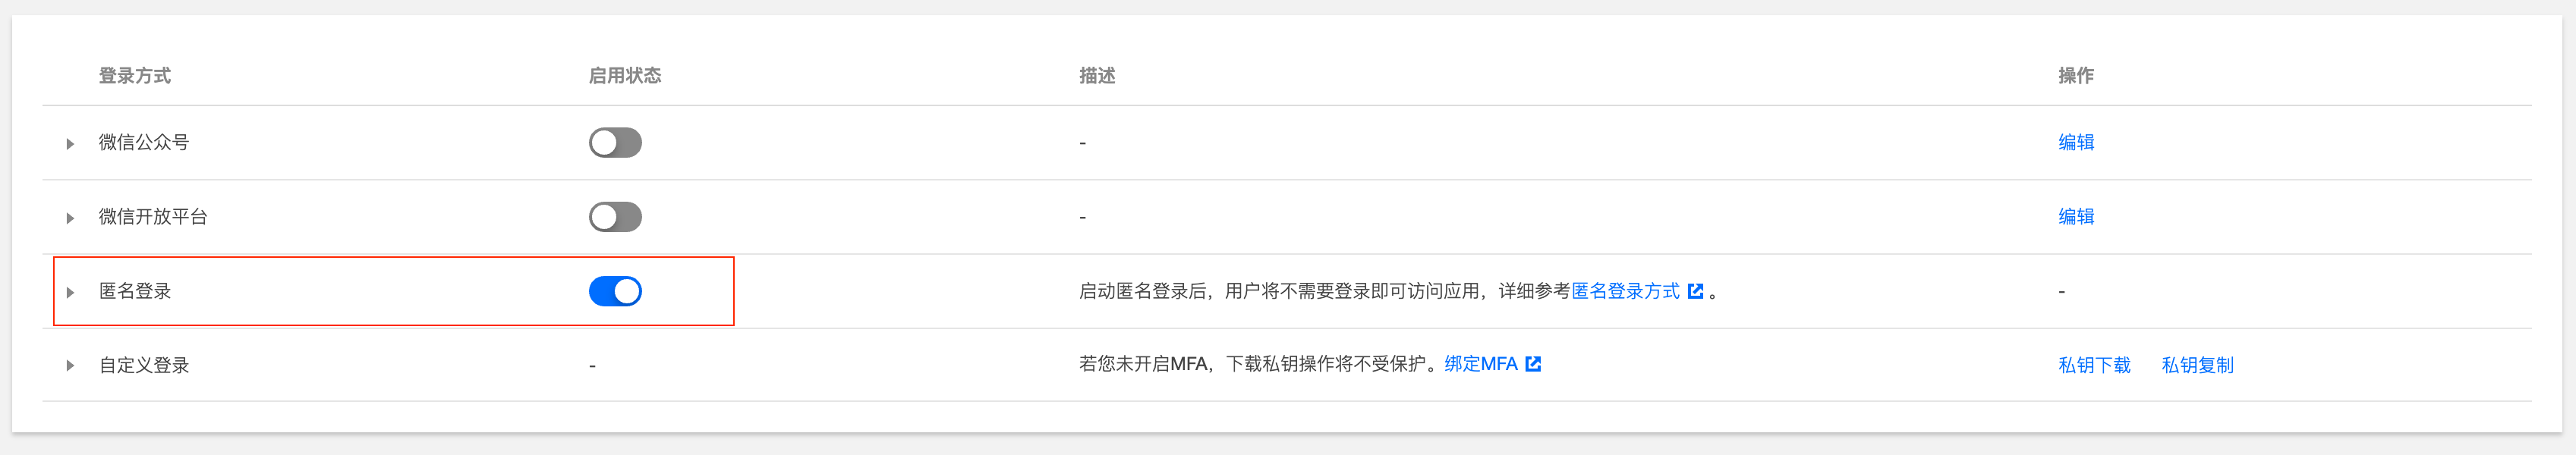 登录方式 启用状态 描述 操作
微信公众号 - 编辑
微信开放平台 - 编辑
匿名登录 启动匿名登录后，用户将不需要登录即可访问应用，详细参考匿名登录方式 。 -
自定义登录 - 若您未开启MFA，下载私钥操作将不受保护。绑定MFA 私钥下载 私钥复制